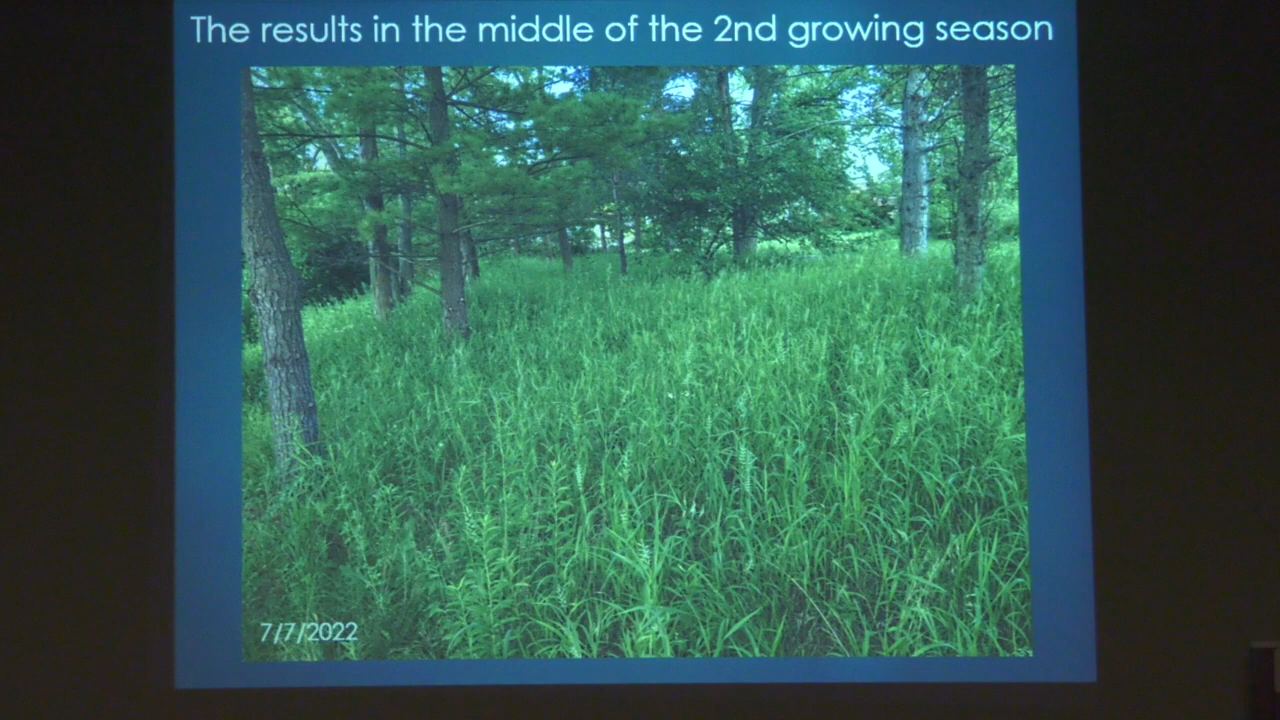 The results in the middle of the 2nd growing season
7/7/2022